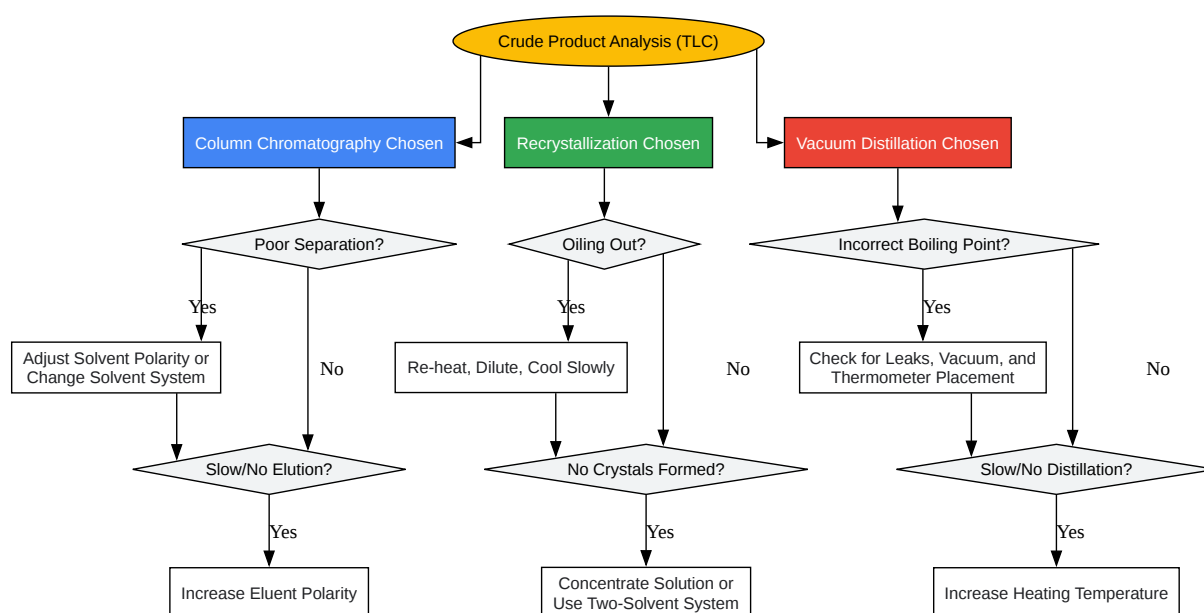 Crude Product Analysis (TLC)
Column Chromatography Chosen
Recrystallization Chosen
Vacuum Distillation Chosen
Poor Separation?
Oiling Out?
Incorrect Boiling Point?
Yes
Yes
Yes
Adjust Solvent Polarity or
Change Solvent System
No
Re-heat, Dilute, Cool Slowly
No
Check for Leaks, Vacuum, and
Thermometer Placement
No
Slow/No Elution?
No Crystals Formed?
Slow/No Distillation?
Yes
Yes
Yes
Increase Eluent Polarity
Concentrate Solution or
Use Two-Solvent System
Increase Heating Temperature